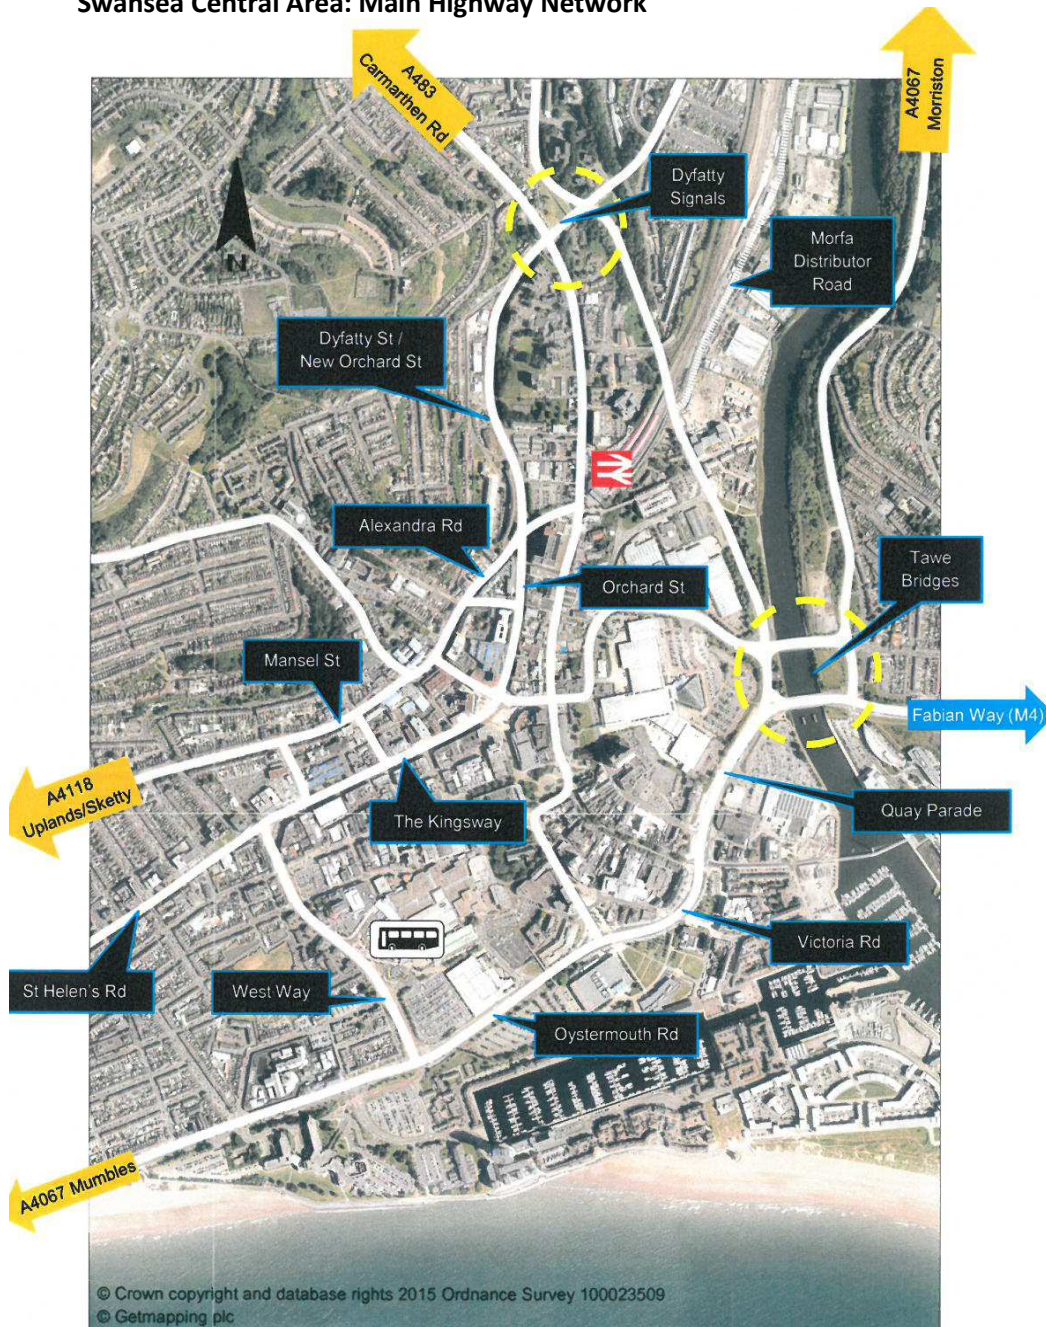 Swansea Central Area: Main Highway Network
A483
Carmarthen Rd
A4067
Morriston
Dyfatty
Signals
Morfa
Distributor
Road
Dyfatty St /
New Orchard St
Alexandra Rd
Orchard St
Tawe
Bridges
Mansel St
Fabian Way (M4)
A4118
Uplands/Sketty
The Kingsway
Quay Parade
Victoria Rd
St Helen's Rd
West Way
Oystermouth Rd
A4067 Mumbles
N
© Crown copyright and database rights 2015 Ordnance Survey 100023509
© Getmapping plc